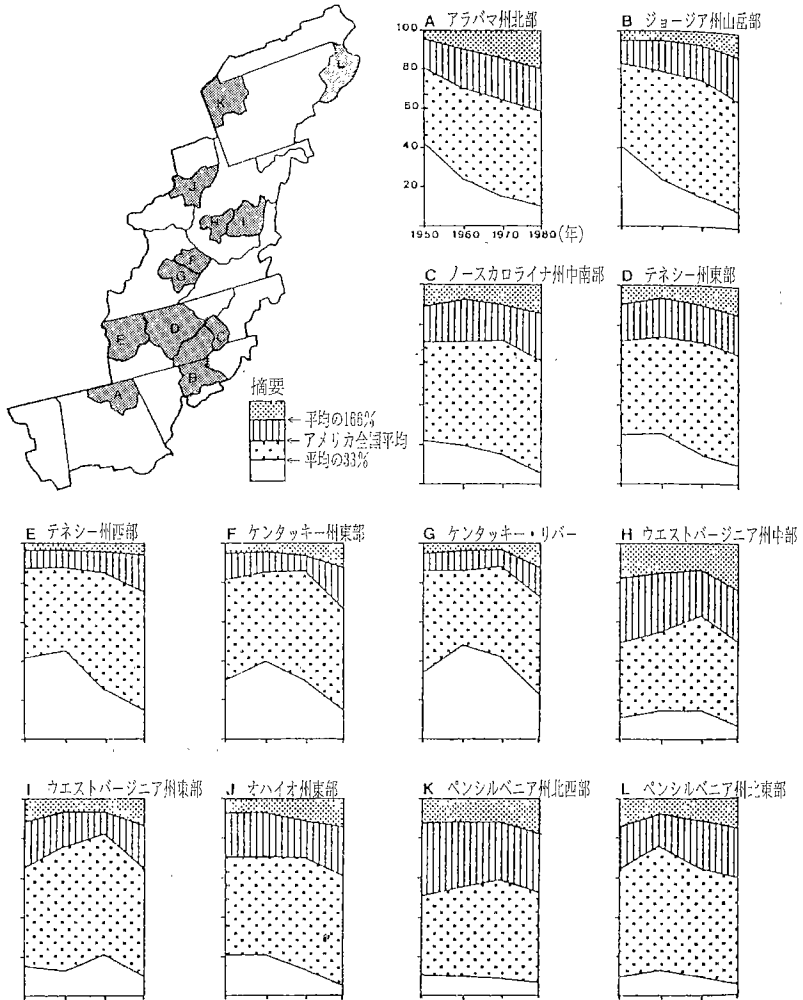 A アラバマ州北部
100
80
60
40
20
1950 1960 1970 1980(年)
B ジョージア州山岳部
C ノースカロライナ州中南部
D テネシー州東部
摘要
平均の166%
アメリカ全国平均
平均の33%
K
L
J
H I
F
G
E D C
B
A
E テネシー州西部
F ケンタッキー州東部
G ケンタッキー・リバー
H ウエストバージニア州中部
I ウエストバージニア州東部
J オハイオ州東部
K ペンシルベニア州北西部
L ペンシルベニア州北東部